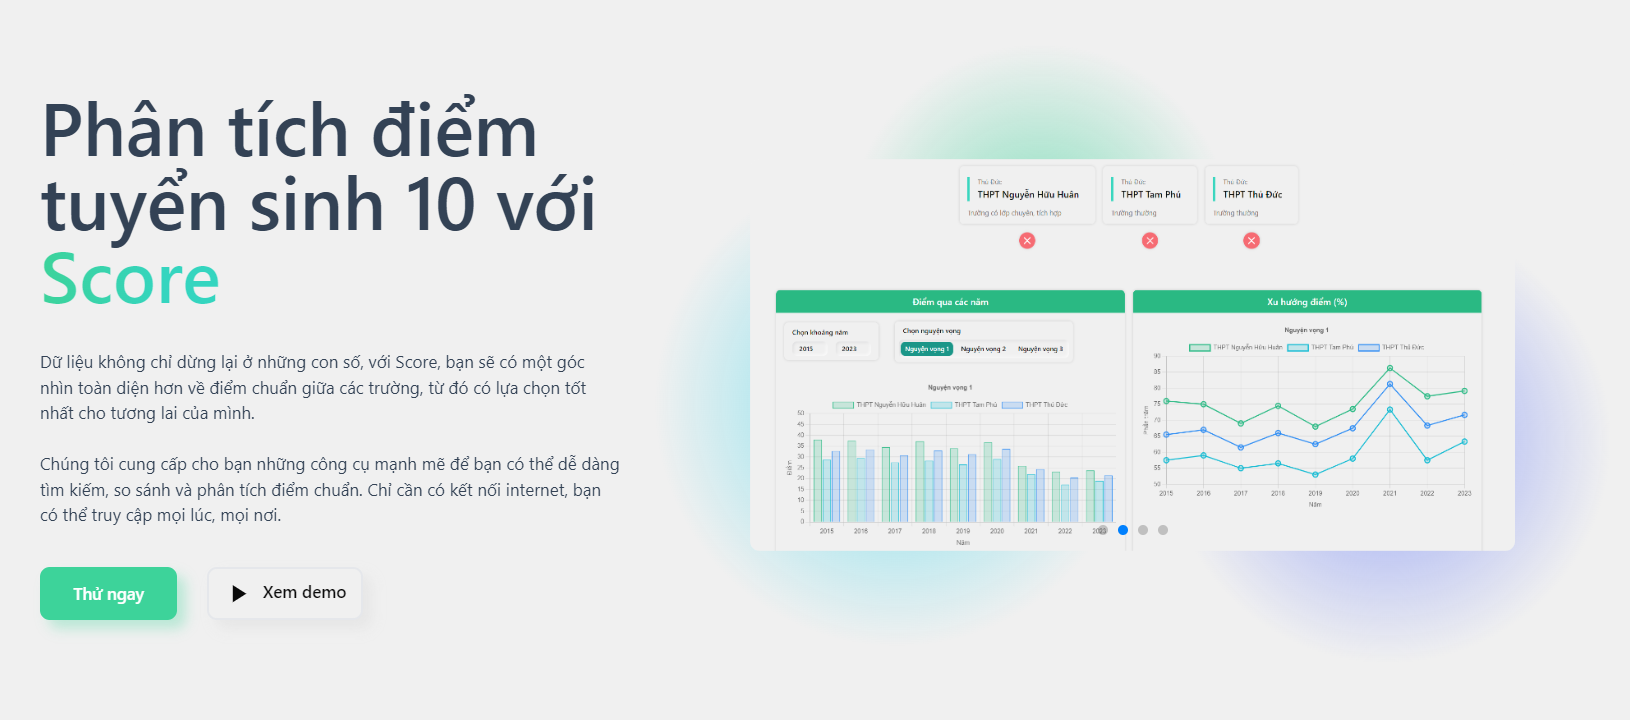 Phân tích điểm
tuyển sinh 10 với
Score
Dữ liệu không chỉ dừng lại ở những con số, với Score, bạn sẽ có một góc
nhìn toàn diện hơn về điểm chuẩn giữa các trường, từ đó có lựa chọn tốt
nhất cho tương lai của mình.
Chúng tôi cung cấp cho bạn những công cụ mạnh mẽ để bạn có thể dễ dàng
tìm kiếm, so sánh và phân tích điểm chuẩn. Chỉ cần có kết nối internet, bạn
có thể truy cập mọi lúc, mọi nơi.
Thử ngay
Xem demo
Thủ Đức
THPT Nguyễn Hữu Huân
Trường có lớp chuyên, tích hợp
Thủ Đức
THPT Tam Phú
Trường thường
Thủ Đức
THPT Thủ Đức
Trường thường
Điểm qua các năm
Chọn khoảng năm
2015 2023
Chọn nguyện vọng
Nguyện vọng 1 Nguyện vọng 2 Nguyện vọng 3
Nguyện vọng 1
THPT Nguyễn Hữu Huân THPT Tam Phú THPT Thủ Đức
50
45
40
35
30
25
20
15
10
5
0
Điểm
2015 2016 2017 2018 2019 2020 2021 2022 2023
Năm
Xu hướng điểm (%)
Nguyện vọng 1
THPT Nguyễn Hữu Huân THPT Tam Phú THPT Thủ Đức
90
85
80
75
70
65
60
55
50
Phần trăm
2015 2016 2017 2018 2019 2020 2021 2022 2023
Năm